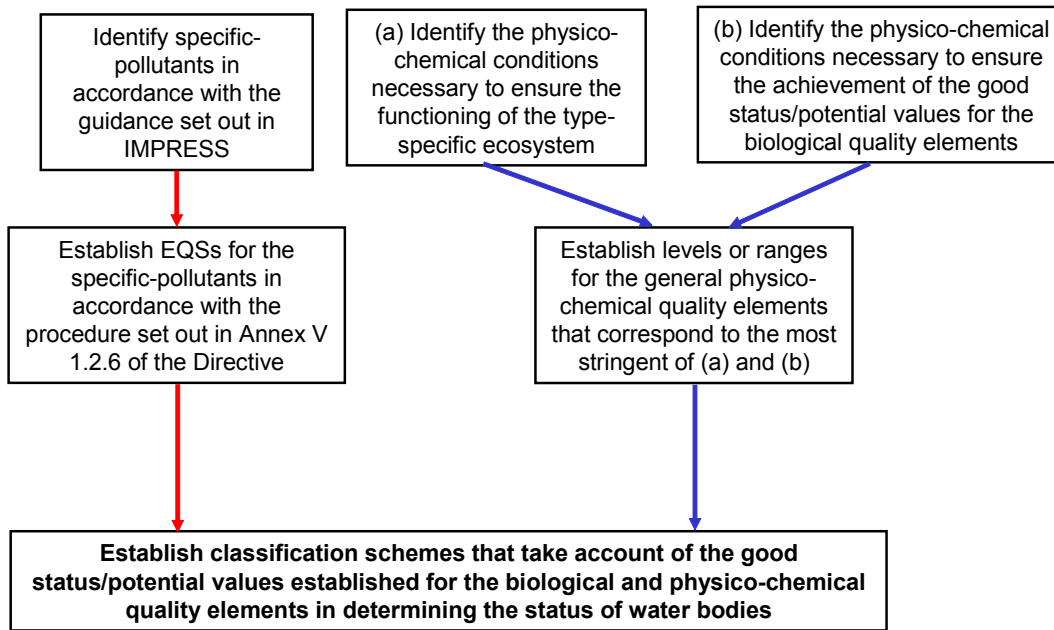 Identify specific-
pollutants in
accordance with the
guidance set out in
IMPRESS
(a) Identify the physico-
chemical conditions
necessary to ensure the
functioning of the type-
specific ecosystem
(b) Identify the physico-chemical
conditions necessary to ensure
the achievement of the good
status/potential values for the
biological quality elements
Establish EQSs for the
specific-pollutants in
accordance with the
procedure set out in Annex V
1.2.6 of the Directive
Establish levels or ranges
for the general physico-
chemical quality elements
that correspond to the most
stringent of (a) and (b)
Establish classification schemes that take account of the good
status/potential values established for the biological and physico-chemical
quality elements in determining the status of water bodies